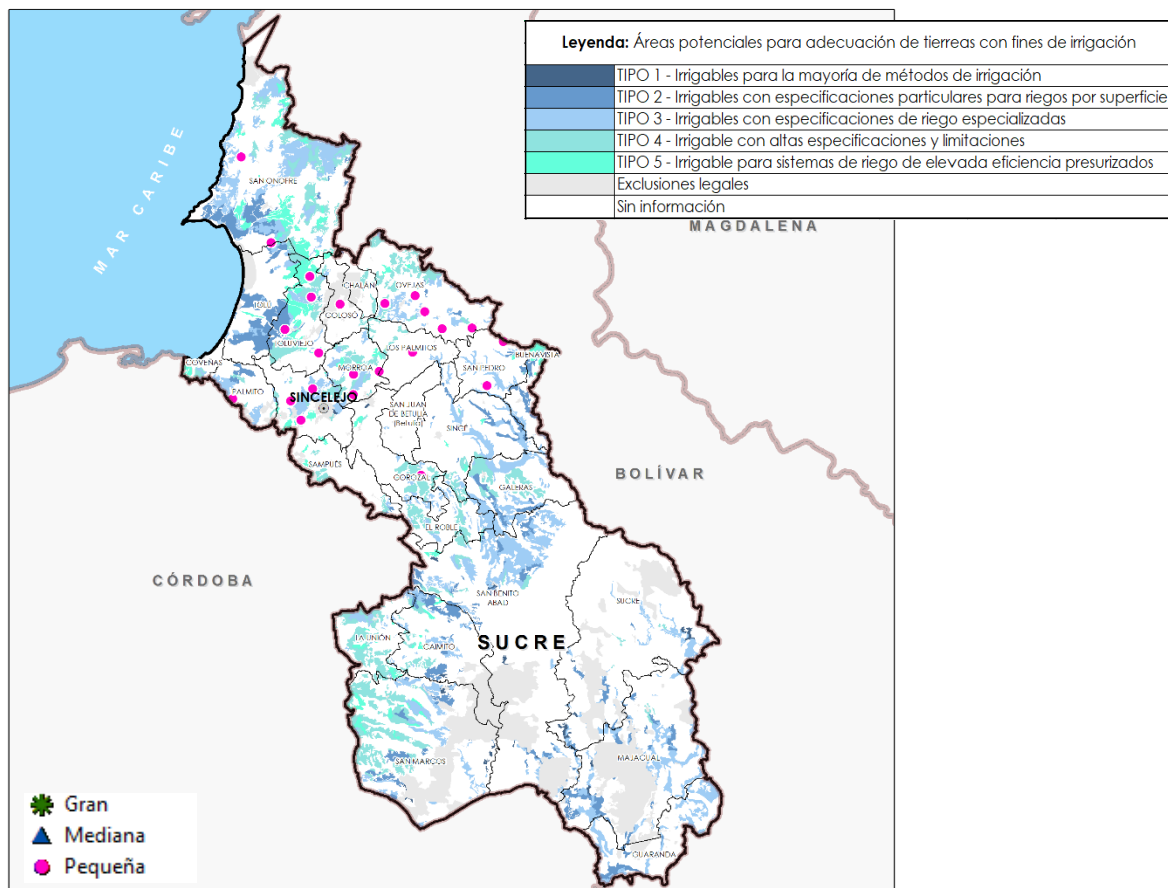 Leyenda: Áreas potenciales para adecuación de tierreas con fines de irrigación
TIPO 1 - Irrigables para la mayoría de métodos de irrigación
TIPO 2 - Irrigables con especificaciones particulares para riegos por superficie
TIPO 3 - Irrigables con especificaciones de riego especializadas
TIPO 4 - Irrigable con altas especificaciones y limitaciones
TIPO 5 - Irrigable para sistemas de riego de elevada eficiencia presurizados
Exclusiones legales
Sin información
MAR CARIBE
SAN ONOFRE
MAGDALENA
CHALAN
OVEJAS
TOLÚ
COLOSÓ
TOLUVIEJO
LOS PALMITOS
COVEÑAS
MORROA
SAN PEDRO
BUENAVISTA
PALMITO
SINCELEJO
SAN JUAN
DE BETULIA
(Betulia)
SINCÉ
SAMPUÉS
COROZAL
GALERAS
BOLÍVAR
EL ROBLE
CÓRDOBA
SAN BENITO
ABAD
SUCRE
LA UNIÓN
CAIMITO
SUCRE
SAN MARCOS
MAJAGUAL
GUARANDA
Gran
Mediana
Pequeña